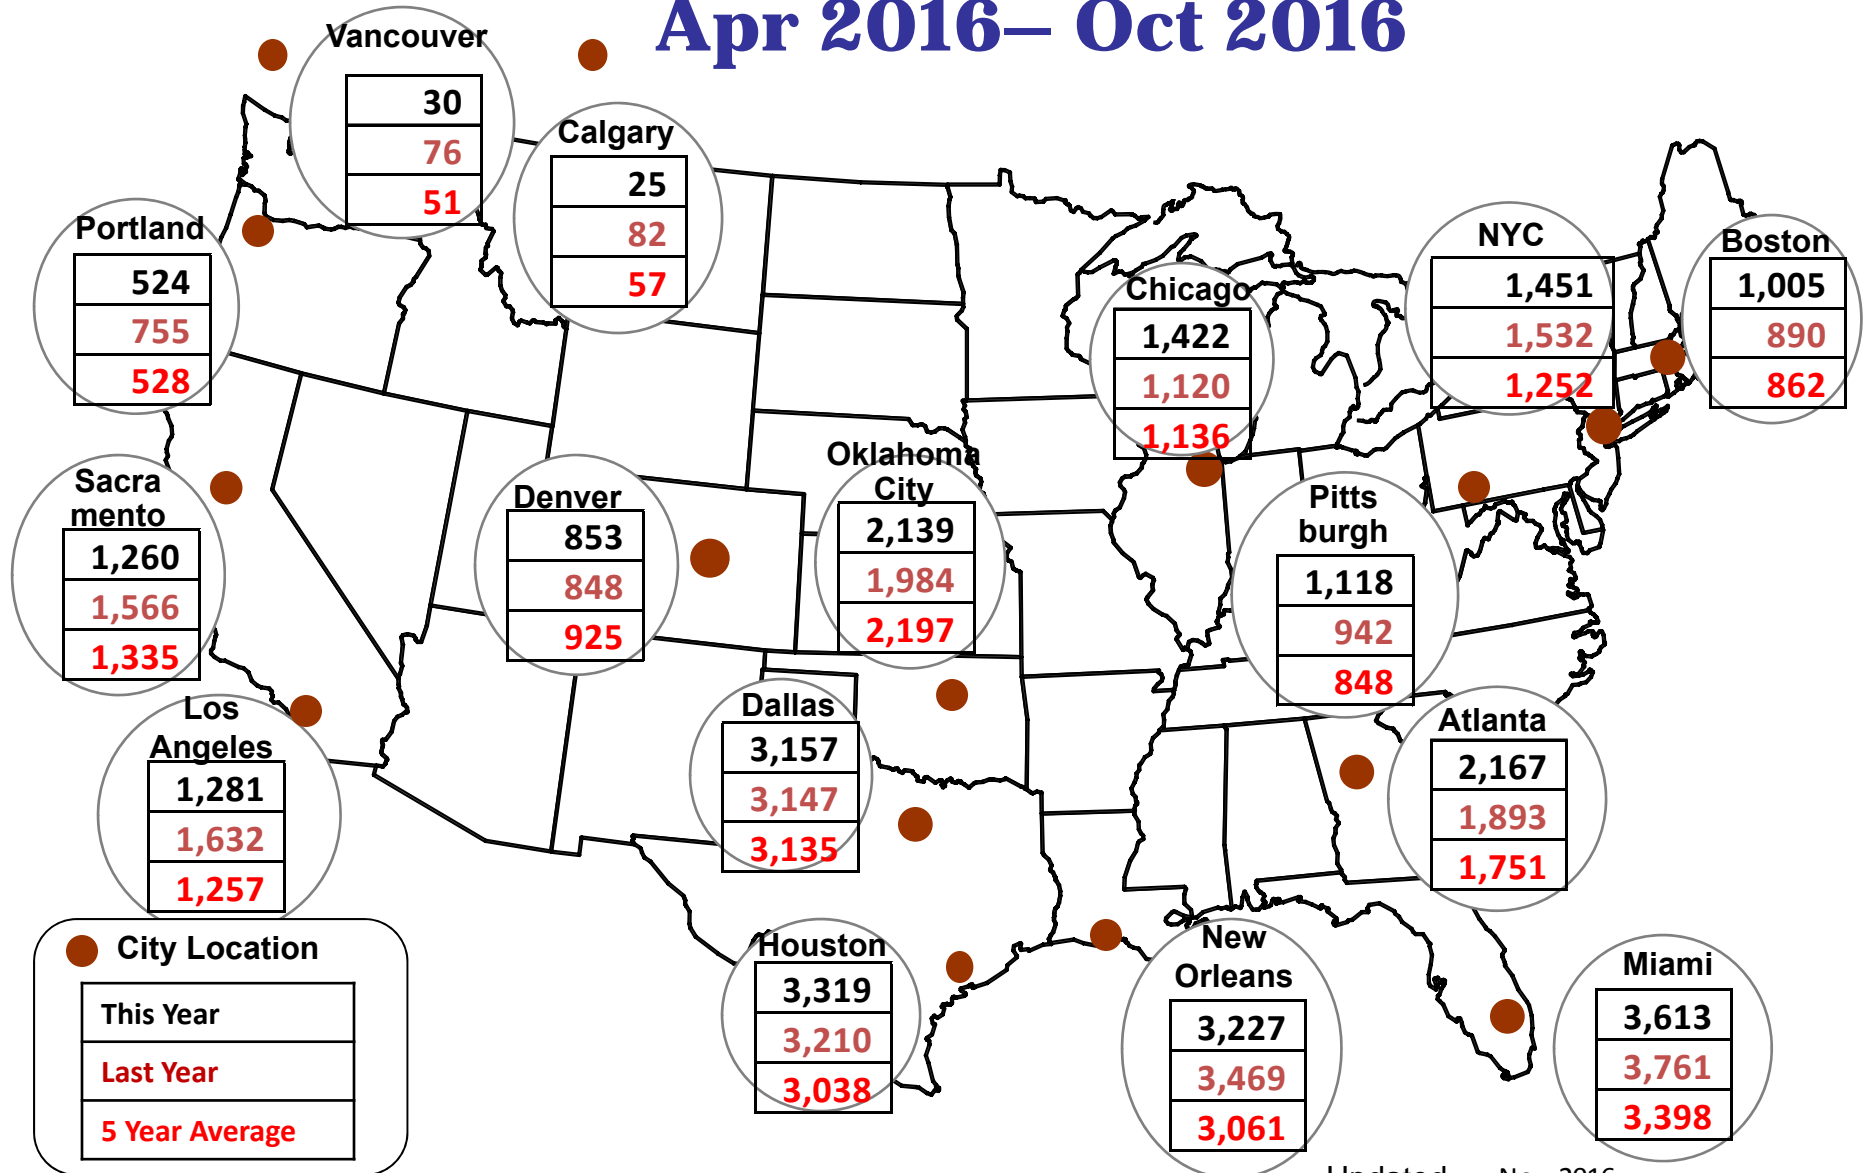 Apr 2016– Oct 2016
Vancouver
30
76
51
Calgary
25
82
57
Portland
524
755
528
Chicago
1,422
1,120
1,136
NYC
1,451
1,532
1,252
Boston
1,005
890
862
Sacra
mento
1,260
1,566
1,335
Denver
853
848
925
Oklahoma
City
2,139
1,984
2,197
Pitts
burgh
1,118
942
848
Los
Angeles
1,281
1,632
1,257
Dallas
3,157
3,147
3,135
Atlanta
2,167
1,893
1,751
Houston
3,319
3,210
3,038
New
Orleans
3,227
3,469
3,061
Miami
3,613
3,761
3,398
City Location
This Year
Last Year
5 Year Average
Updated Nov 2016